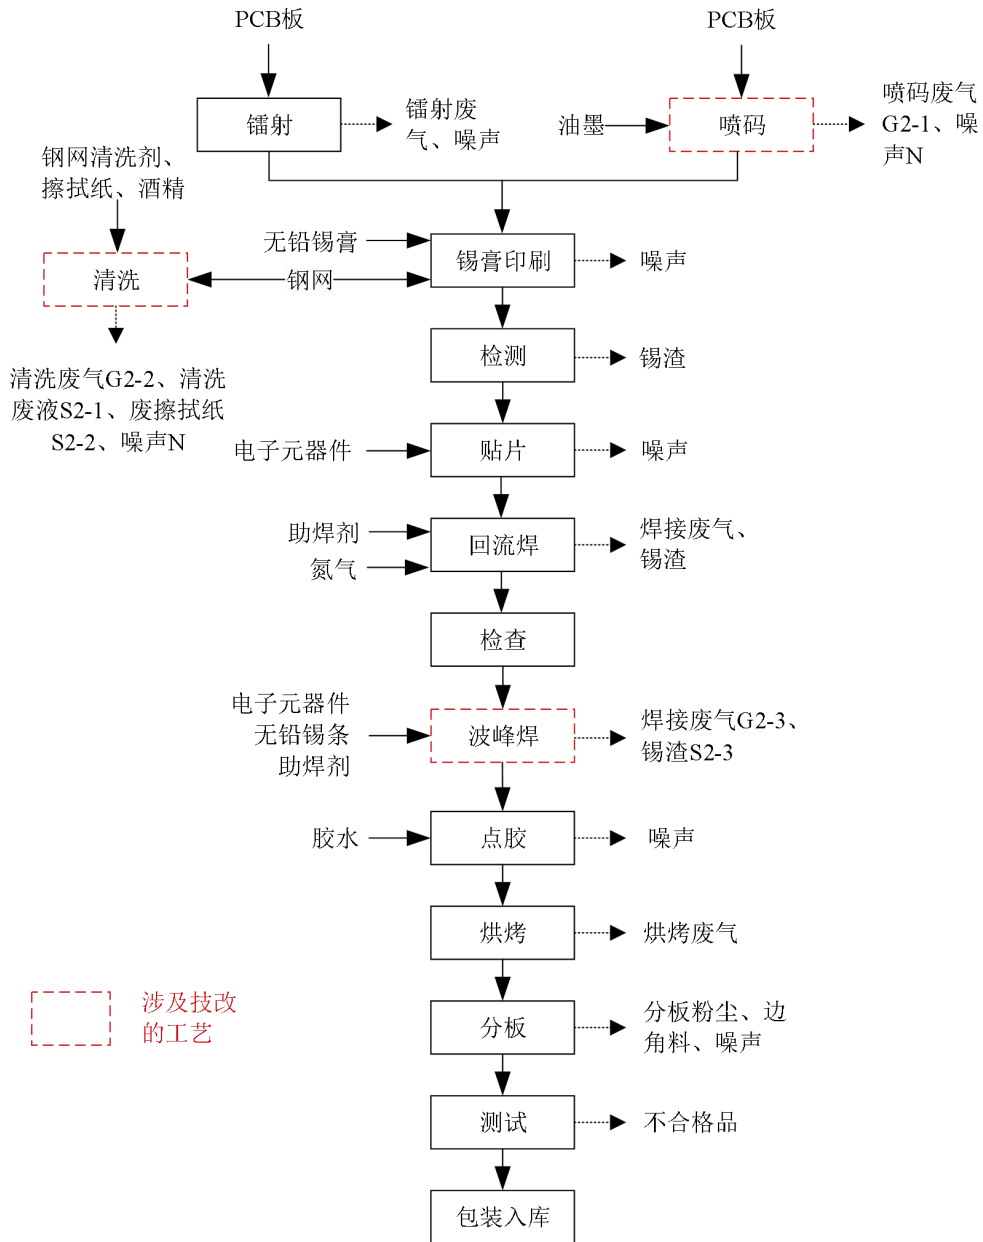 PCB板
PCB板
镭射
镭射废
气、噪声
油墨
喷码
喷码废气
G2-1、噪
声N
钢网清洗剂、
擦拭纸、酒精
清洗
钢网
无铅锡膏
锡膏印刷
噪声
清洗废气G2-2、清洗
废液S2-1、废擦拭纸
S2-2、噪声N
检测
锡渣
电子元器件
贴片
噪声
助焊剂
氮气
回流焊
焊接废气、
锡渣
检查
电子元器件
无铅锡条
助焊剂
波峰焊
焊接废气G2-3、
锡渣S2-3
胶水
点胶
噪声
烘烤
烘烤废气
涉及技改
的工艺
分板
分板粉尘、边
角料、噪声
测试
不合格品
包装入库